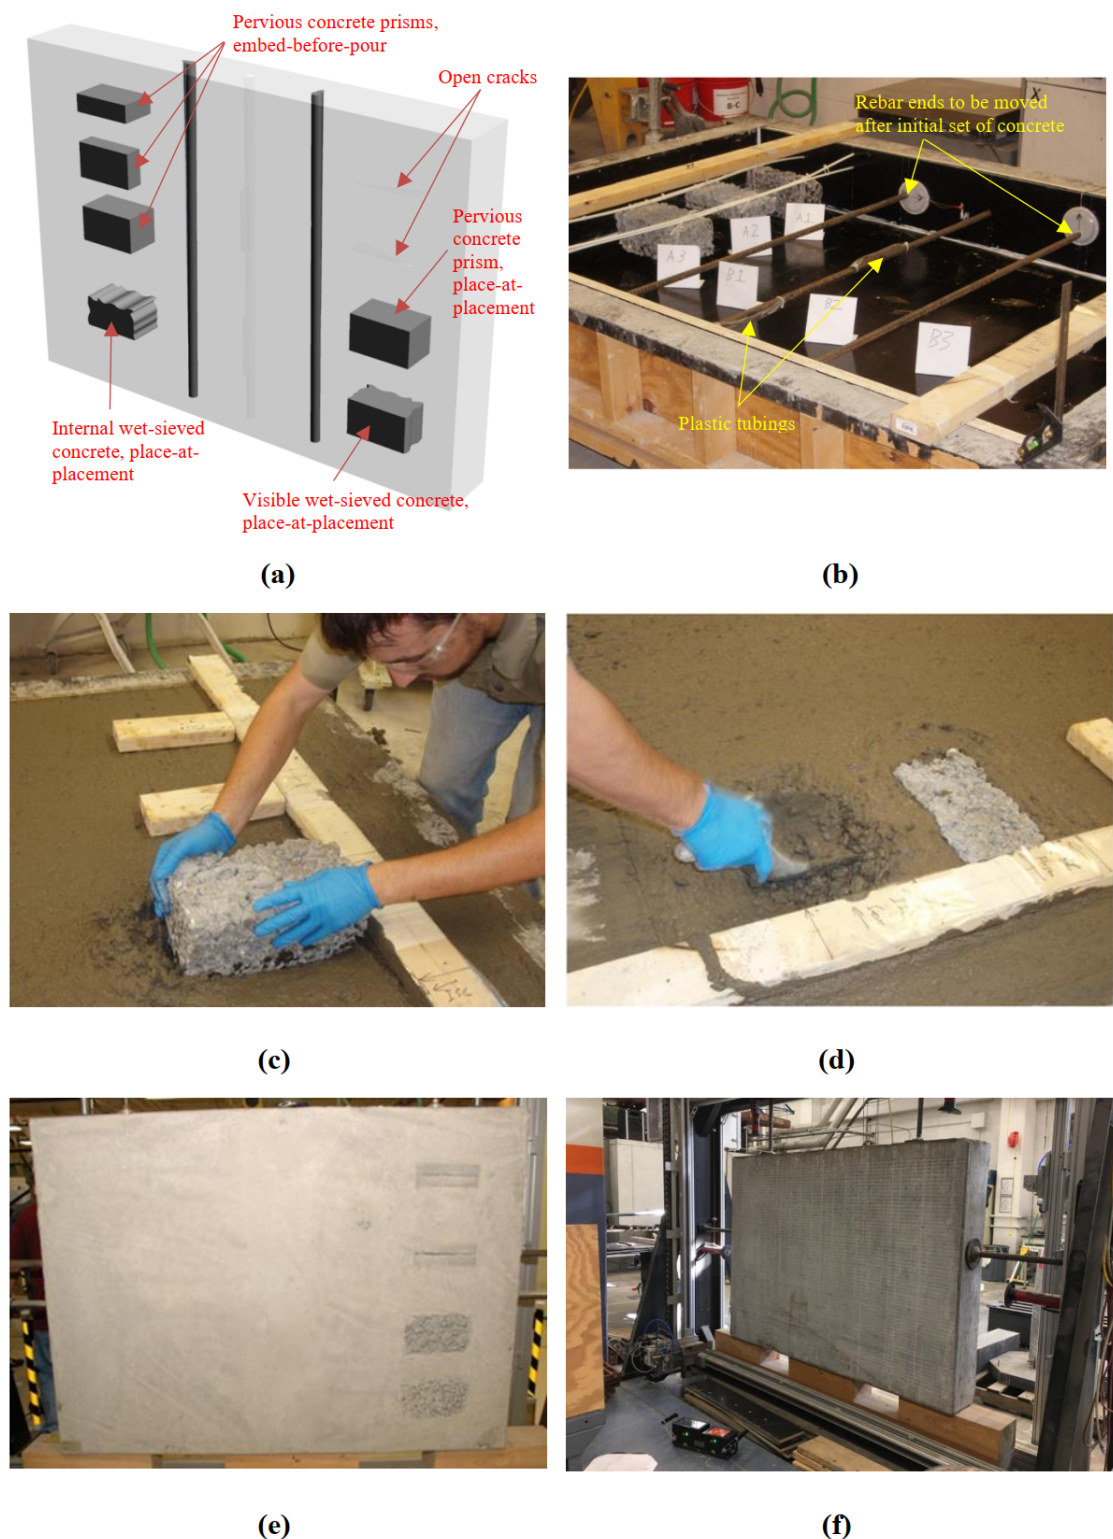 Pervious concrete prisms,
embed-before-pour
Open cracks
Pervious
concrete
prism,
place-at-
placement
Internal wet-sieved
concrete, place-at-
placement
Visible wet-sieved concrete,
place-at-placement
(a)
B-C
X
Rebar ends to be moved
after initial set of concrete
A1
A2
A3
B1
B2
B3
Plastic tubings
(b)
(c)
(d)
(e)
(f)